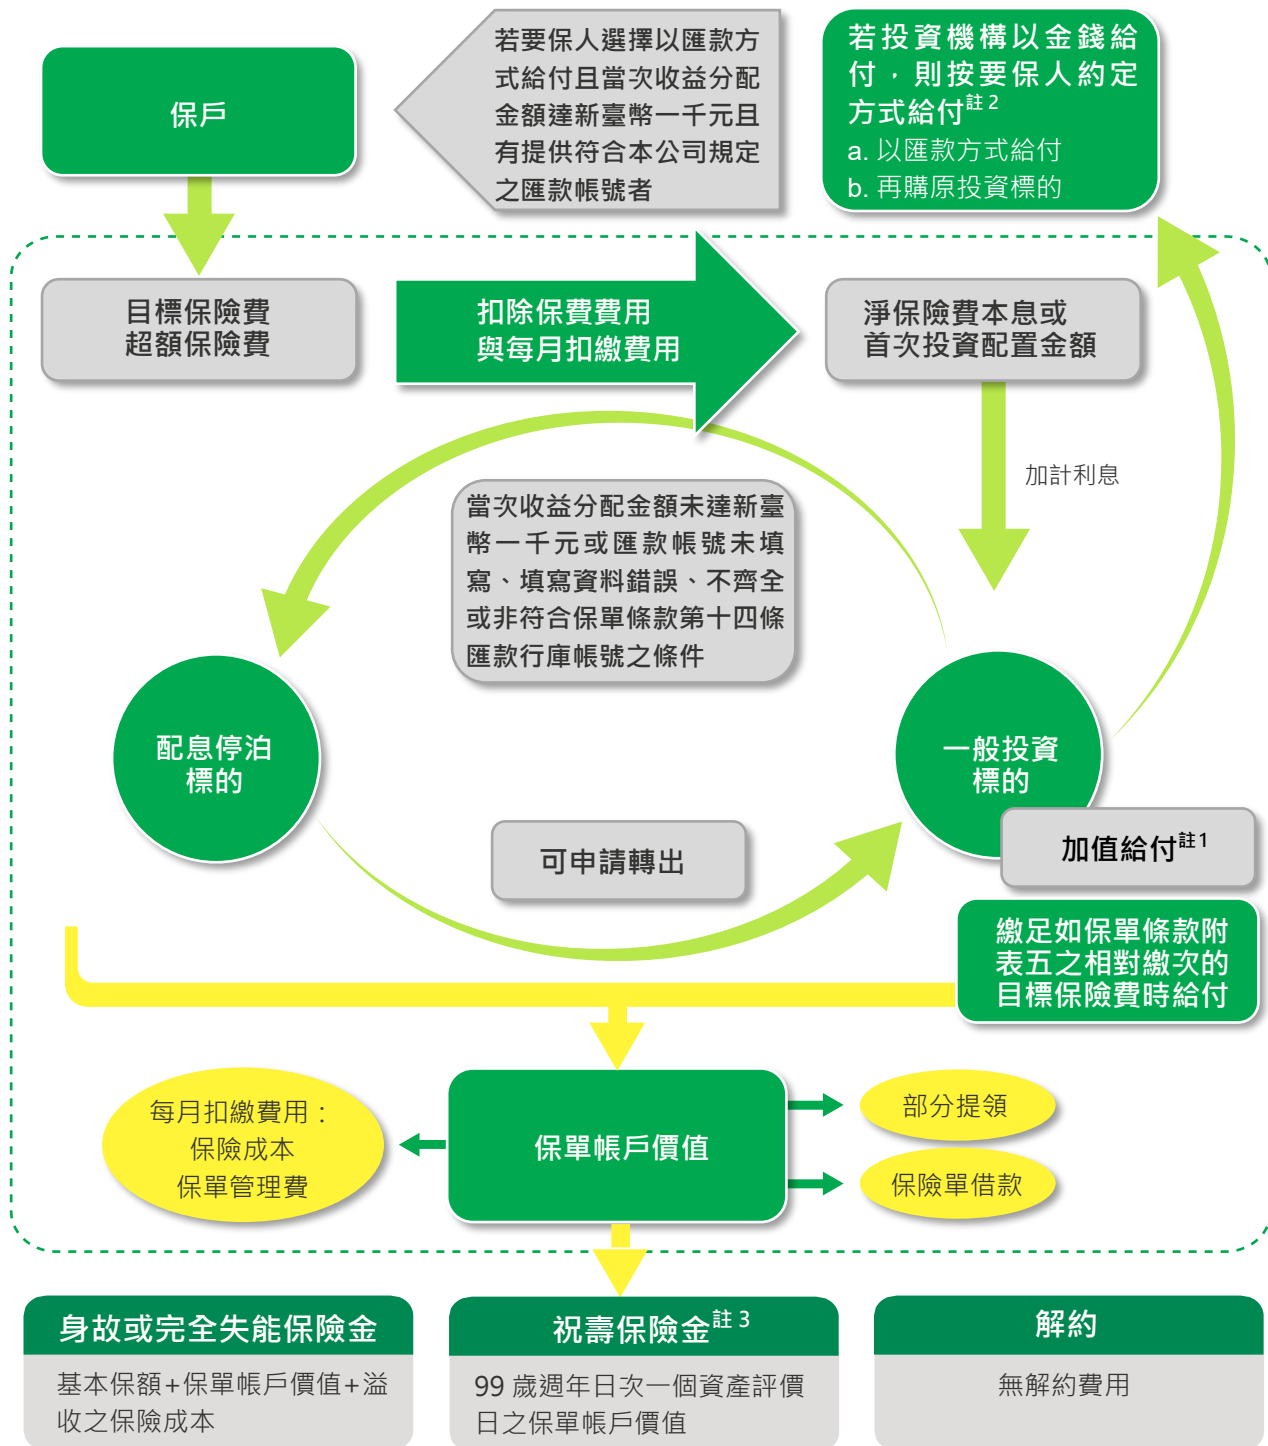 保戶
若要保人選擇以匯款方
式給付且當次收益分配
金額達新臺幣一千元且
有提供符合本公司規定
之匯款帳號者
若投資機構以金錢給
付，則按要保人約定
方式給付註2
a. 以匯款方式給付
b. 再購原投資標的
目標保險費
超額保險費
扣除保費費用
與每月扣繳費用
淨保險費本息或
首次投資配置金額
加計利息
當次收益分配金額未達新臺
幣一千元或匯款帳號未填
寫、填寫資料錯誤、不齊全
或非符合保單條款第十四條
匯款行庫帳號之條件
配息停泊
標的
一般投資
標的
可申請轉出
加值給付註1
繳足如保單條款附
表五之相對繳次的
目標保險費時給付
每月扣繳費用：
保險成本
保單管理費
保單帳戶價值
部分提領
保險單借款
身故或完全失能保險金
基本保額+保單帳戶價值+溢
收之保險成本
祝壽保險金註3
99 歲週年日次一個資產評價
日之保單帳戶價值
解約
無解約費用